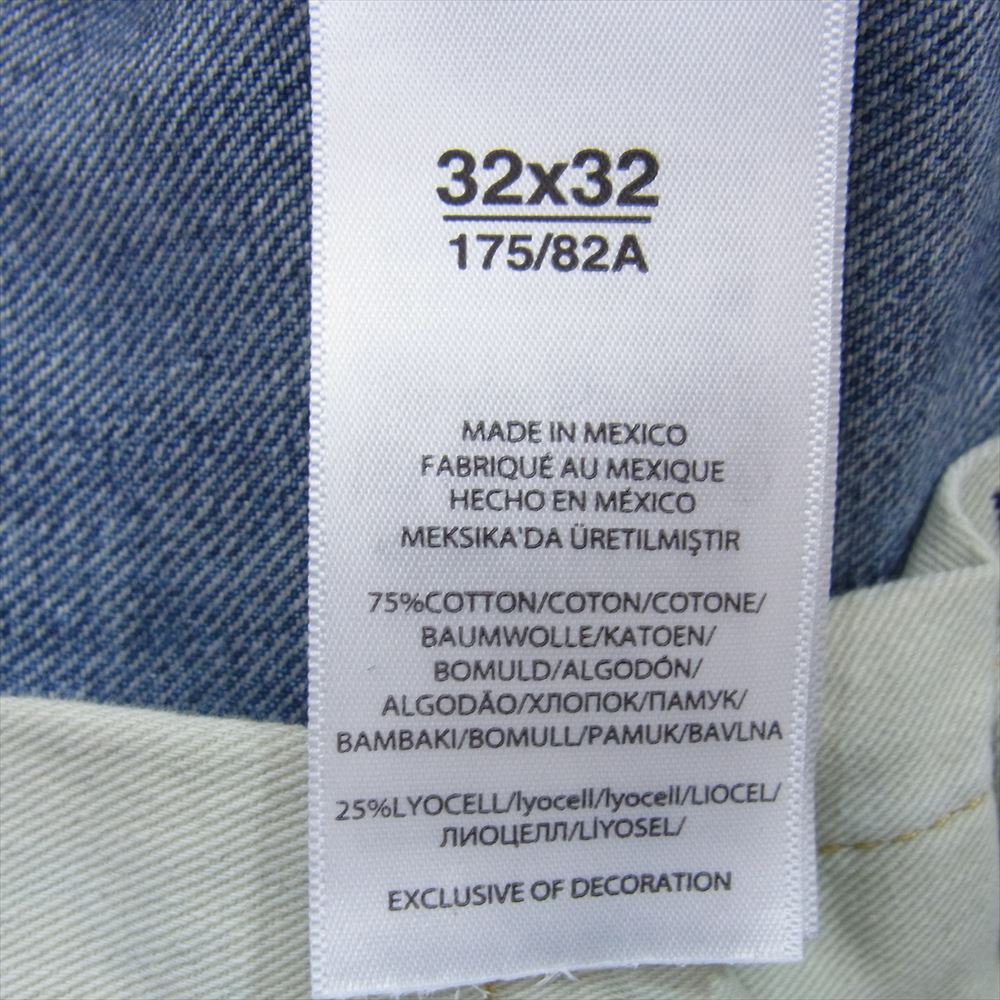 32x32
175/82A
MADE IN MEXICO
FABRIQUÉ AU MEXIQUE
HECHO EN MÉXICO
MEKSIKA'DA ÜRETILMIŞTIR
75%COTTON/COTON/COTONE/
BAUMWOLLE/KATOEN/
BOMULD/ALGODÓN/
ALGODÃO/ХЛОПОК/ПАМУК/
BAMBAKI/BOMULL/PAMUK/BAVLNA
25%LYOCELL/lyocell/lyocell/LIOCEL/
ЛИОЦЕЛЛ/LİYOSEL/
EXCLUSIVE OF DECORATION